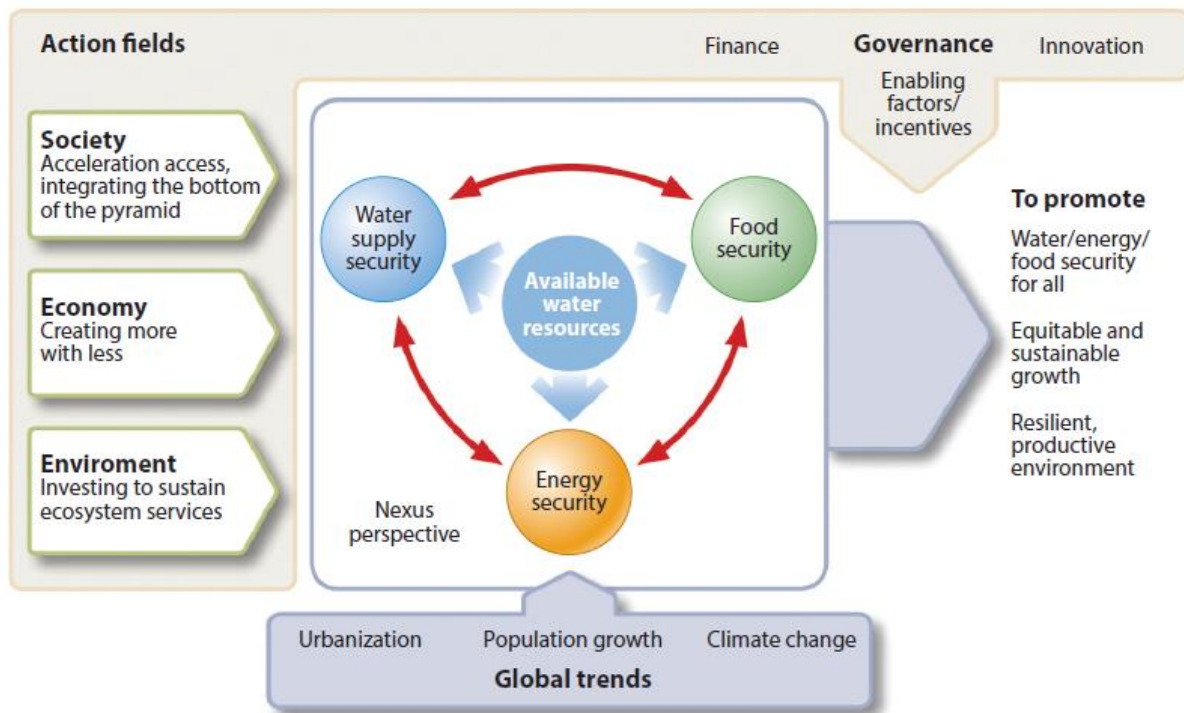 Action fields
Finance
Governance
Innovation
Enabling
factors/
incentives
Society
Acceleration access,
integrating the bottom
of the pyramid
Economy
Creating more
with less
Enviroment
Investing to sustain
ecosystem services
Water
supply
security
Food
security
Available
water
resources
Energy
security
Nexus
perspective
To promote
Water/energy/
food security
for all
Equitable and
sustainable
growth
Resilient,
productive
environment
Urbanization
Population growth
Climate change
Global trends